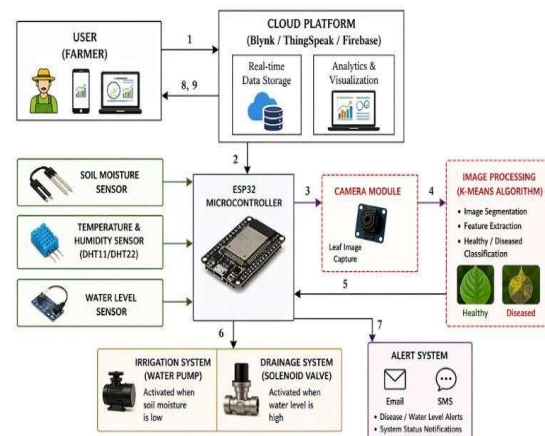 USER
(FARMER)
1
8, 9
CLOUD PLATFORM
(Blynk / ThingSpeak / Firebase)
Real-time
Data Storage
Analytics &
Visualization
2
SOIL MOISTURE
SENSOR
TEMPERATURE &
HUMIDITY SENSOR
(DHT11/DHT22)
WATER LEVEL
SENSOR
ESP32
MICROCONTROLLER
3
CAMERA MODULE
Leaf Image
Capture
4
IMAGE PROCESSING
(K-MEANS ALGORITHM)
• Image Segmentation
• Feature Extraction
• Healthy / Diseased
Classification
Healthy
Diseased
5
6
7
IRRIGATION SYSTEM
(WATER PUMP)
Activated when
soil moisture
is low
DRAINAGE SYSTEM
(SOLENOID VALVE)
Activated when
water level is
high
ALERT SYSTEM
Email
SMS
• Disease / Water Level Alerts
• System Status Notifications